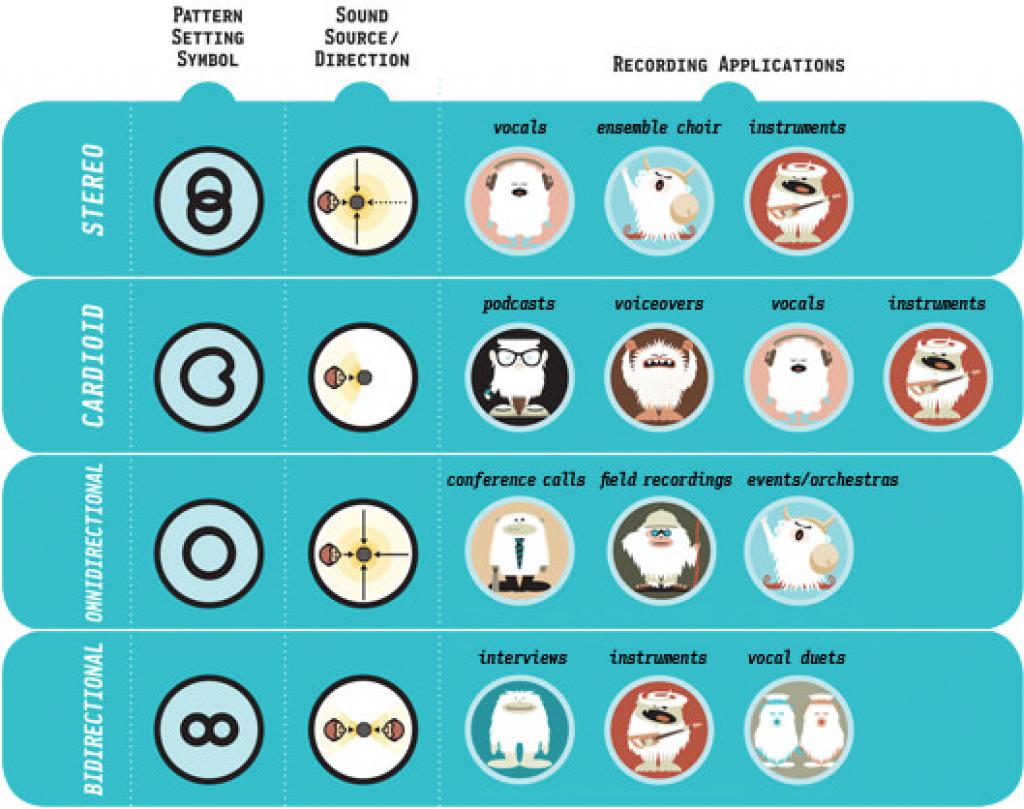 PATTERN
SETTING
SYMBOL
SOUND
SOURCE/
DIRECTION
RECORDING APPLICATIONS
STEREO
vocals
ensemble choir
instruments
CARDIOID
podcasts
voiceovers
vocals
instruments
OMNIDIRECTIONAL
conference calls
field recordings
events/orchestras
BIDIRECTIONAL
interviews
instruments
vocal duets